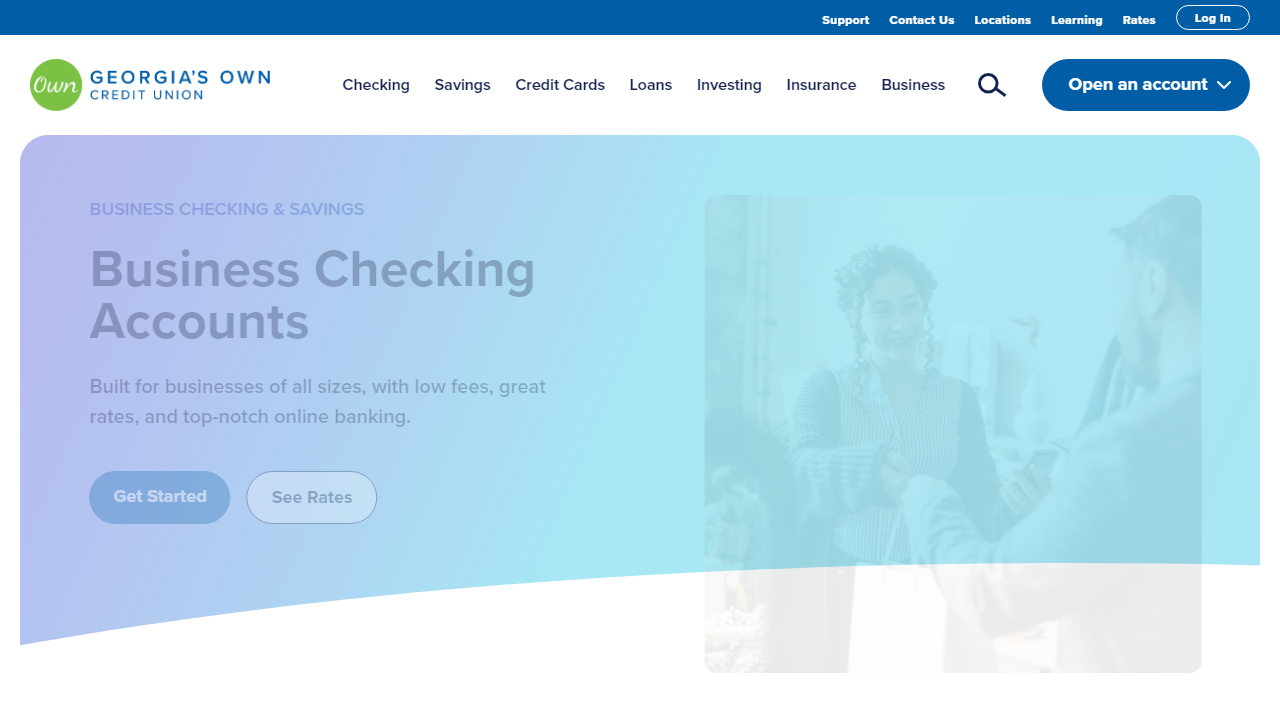 Support Contact Us Locations Learning Rates Log In
Own GEORGIA'S OWN
CREDIT UNION
Checking Savings Credit Cards Loans Investing Insurance Business
Open an account
BUSINESS CHECKING & SAVINGS
Business Checking
Accounts
Built for businesses of all sizes, with low fees, great
rates, and top-notch online banking.
Get Started See Rates